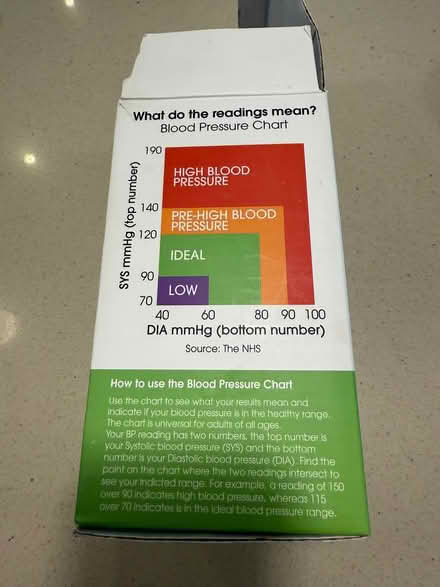 What do the readings mean?
Blood Pressure Chart
190
140
120
90
70
SYS mmHg (top number)
HIGH BLOOD
PRESSURE
PRE-HIGH BLOOD
PRESSURE
IDEAL
LOW
40 60 80 90 100
DIA mmHg (bottom number)
Source: The NHS
How to use the Blood Pressure Chart
Use the chart to see what your results mean and
indicate if your blood pressure is in the healthy range.
The chart is universal for adults of all ages.
Your BP reading has two numbers, the top number is
your Systolic blood pressure (SYS) and the bottom
number is your Diastolic blood pressure (DIA). Find the
point on the chart where the two readings intersect to
see your indicted range. For example, a reading of 150
over 90 indicates high blood pressure, whereas 115
over 70 indicates is in the ideal blood pressure range.